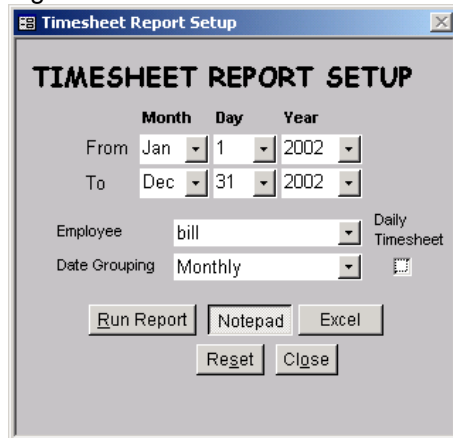 Timesheet Report Setup
TIMESHEET REPORT SETUP
Month Day Year
From Jan 1 2002
To Dec 31 2002
Employee bill Daily
Timesheet
Date Grouping Monthly
Run Report Notepad Excel
Reset Close